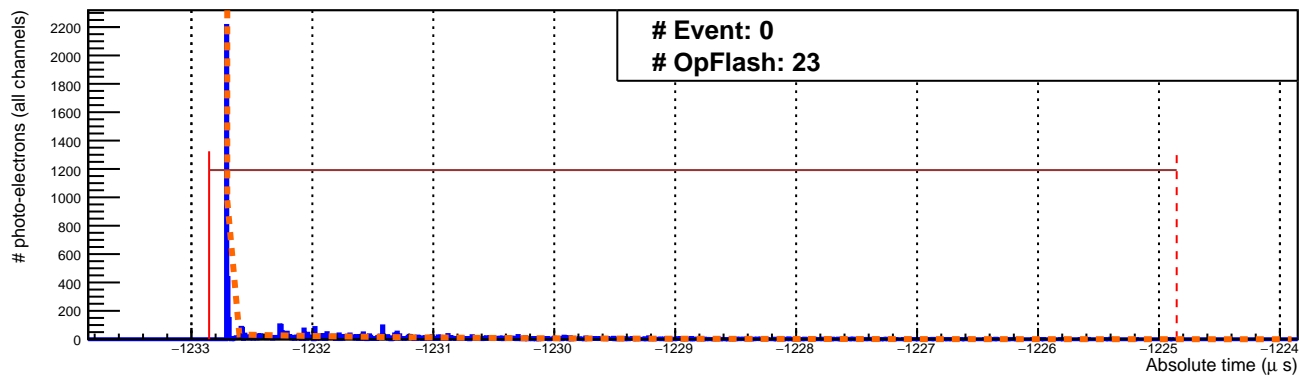 # Event: 0
# OpFlash: 23
# photo-electrons (all channels)
2200
2000
1800
1600
1400
1200
1000
800
600
400
200
0
−1233 −1232 −1231 −1230 −1229 −1228 −1227 −1226 −1225 −1224
Absolute time (μ s)